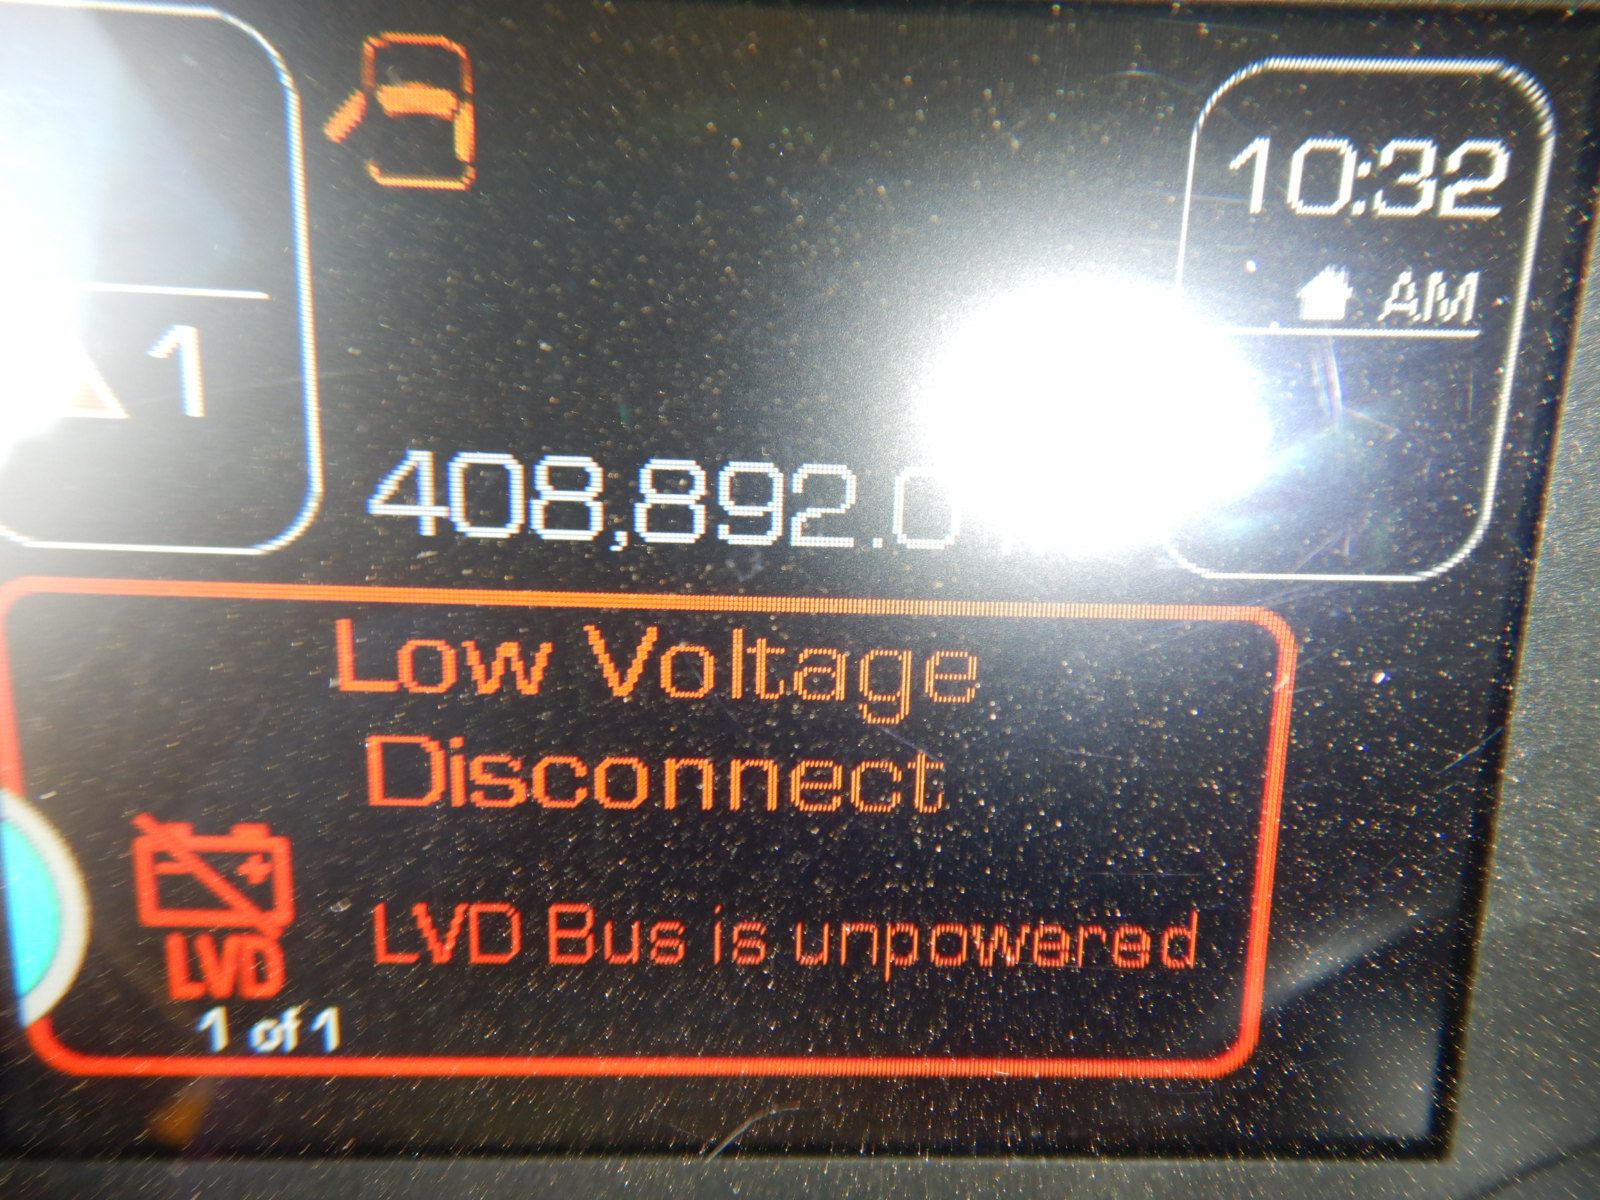 10:32
AM
1
408,892.0
Low Voltage
Disconnect
LVD Bus is unpowered
LVD
1 of 1